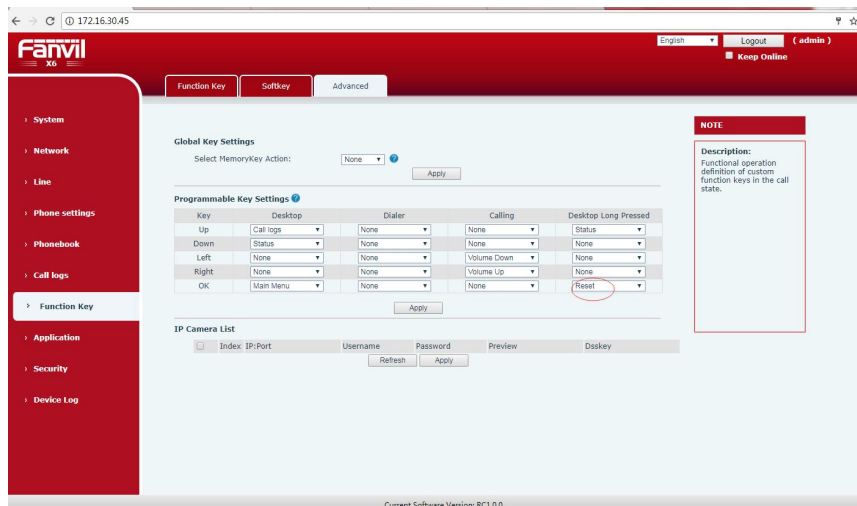 172.16.30.45
Fanvil
X6
English Logout ( admin )
Keep Online
Function Key Softkey Advanced
System
Network
Line
Phone settings
Phonebook
Call logs
Function Key
Application
Security
Device Log
Global Key Settings
Select MemoryKey Action: None
Apply
Programmable Key Settings
Key Desktop Dialer Calling Desktop Long Pressed
Up Call logs None None Status
Down Status None None None
Left None None Volume Down None
Right None None Volume Up None
OK Main Menu None None Reset
Apply
IP Camera List
Index IP:Port Username Password Preview Dsskey
Refresh Apply
NOTE
Description:
Functional operation
definition of custom
function keys in the call
state.
Current Software Version: RC1.0.0